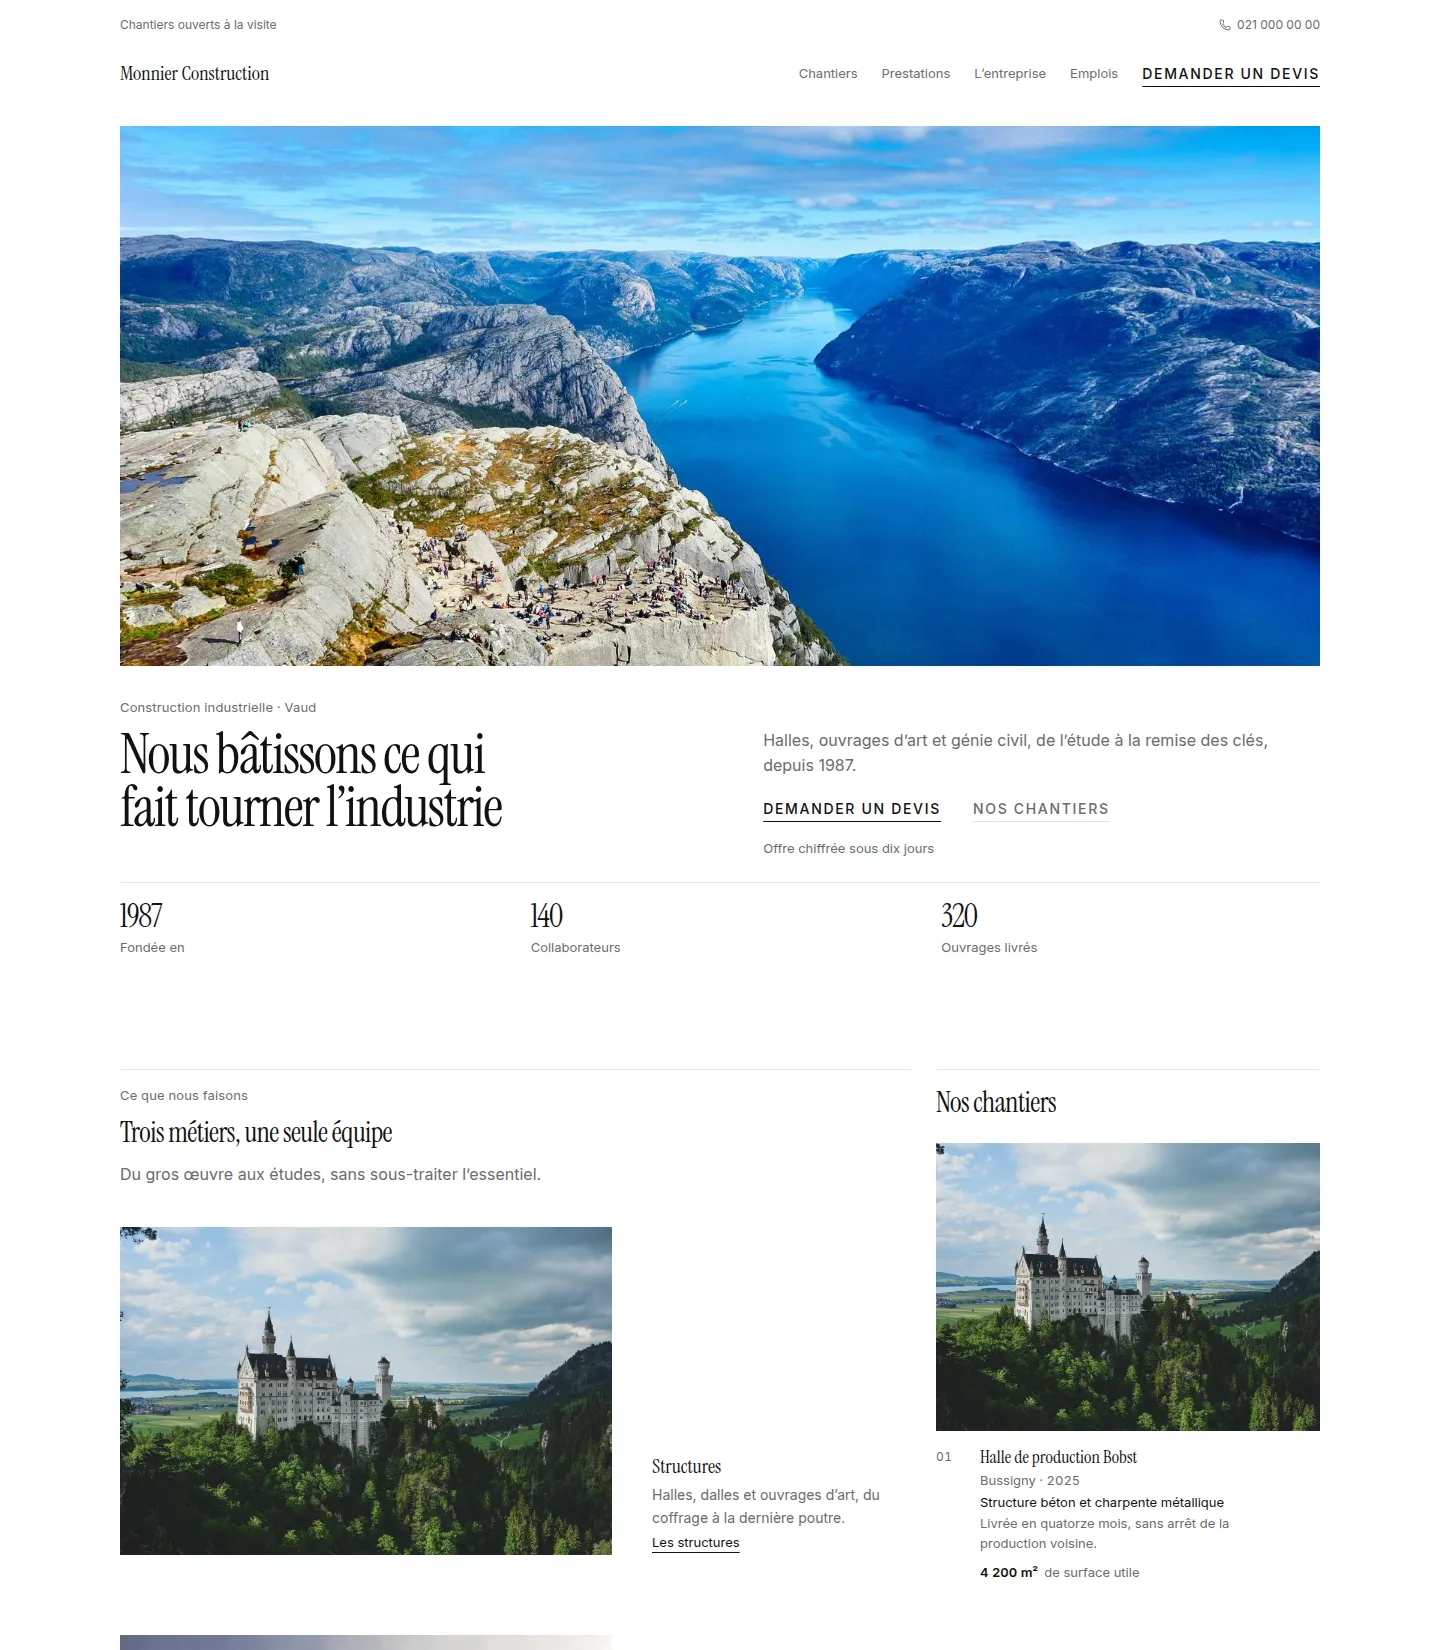 Chantiers ouverts à la visite
021 000 00 00
Monnier Construction
Chantiers
Prestations
L'entreprise
Emplois
DEMANDER UN DEVIS
Construction industrielle · Vaud
Nous bâtissons ce qui
fait tourner l'industrie
Halles, ouvrages d'art et génie civil, de l'étude à la remise des clés,
depuis 1987.
DEMANDER UN DEVIS
NOS CHANTIERS
Offre chiffrée sous dix jours
1987
Fondée en
140
Collaborateurs
320
Ouvrages livrés
Ce que nous faisons
Trois métiers, une seule équipe
Du gros œuvre aux études, sans sous-traiter l'essentiel.
Structures
Halles, dalles et ouvrages d'art, du
coffrage à la dernière poutre.
Les structures
Nos chantiers
01
Halle de production Bobst
Bussigny · 2025
Structure béton et charpente métallique
Livrée en quatorze mois, sans arrêt de la
production voisine.
4 200 m² de surface utile